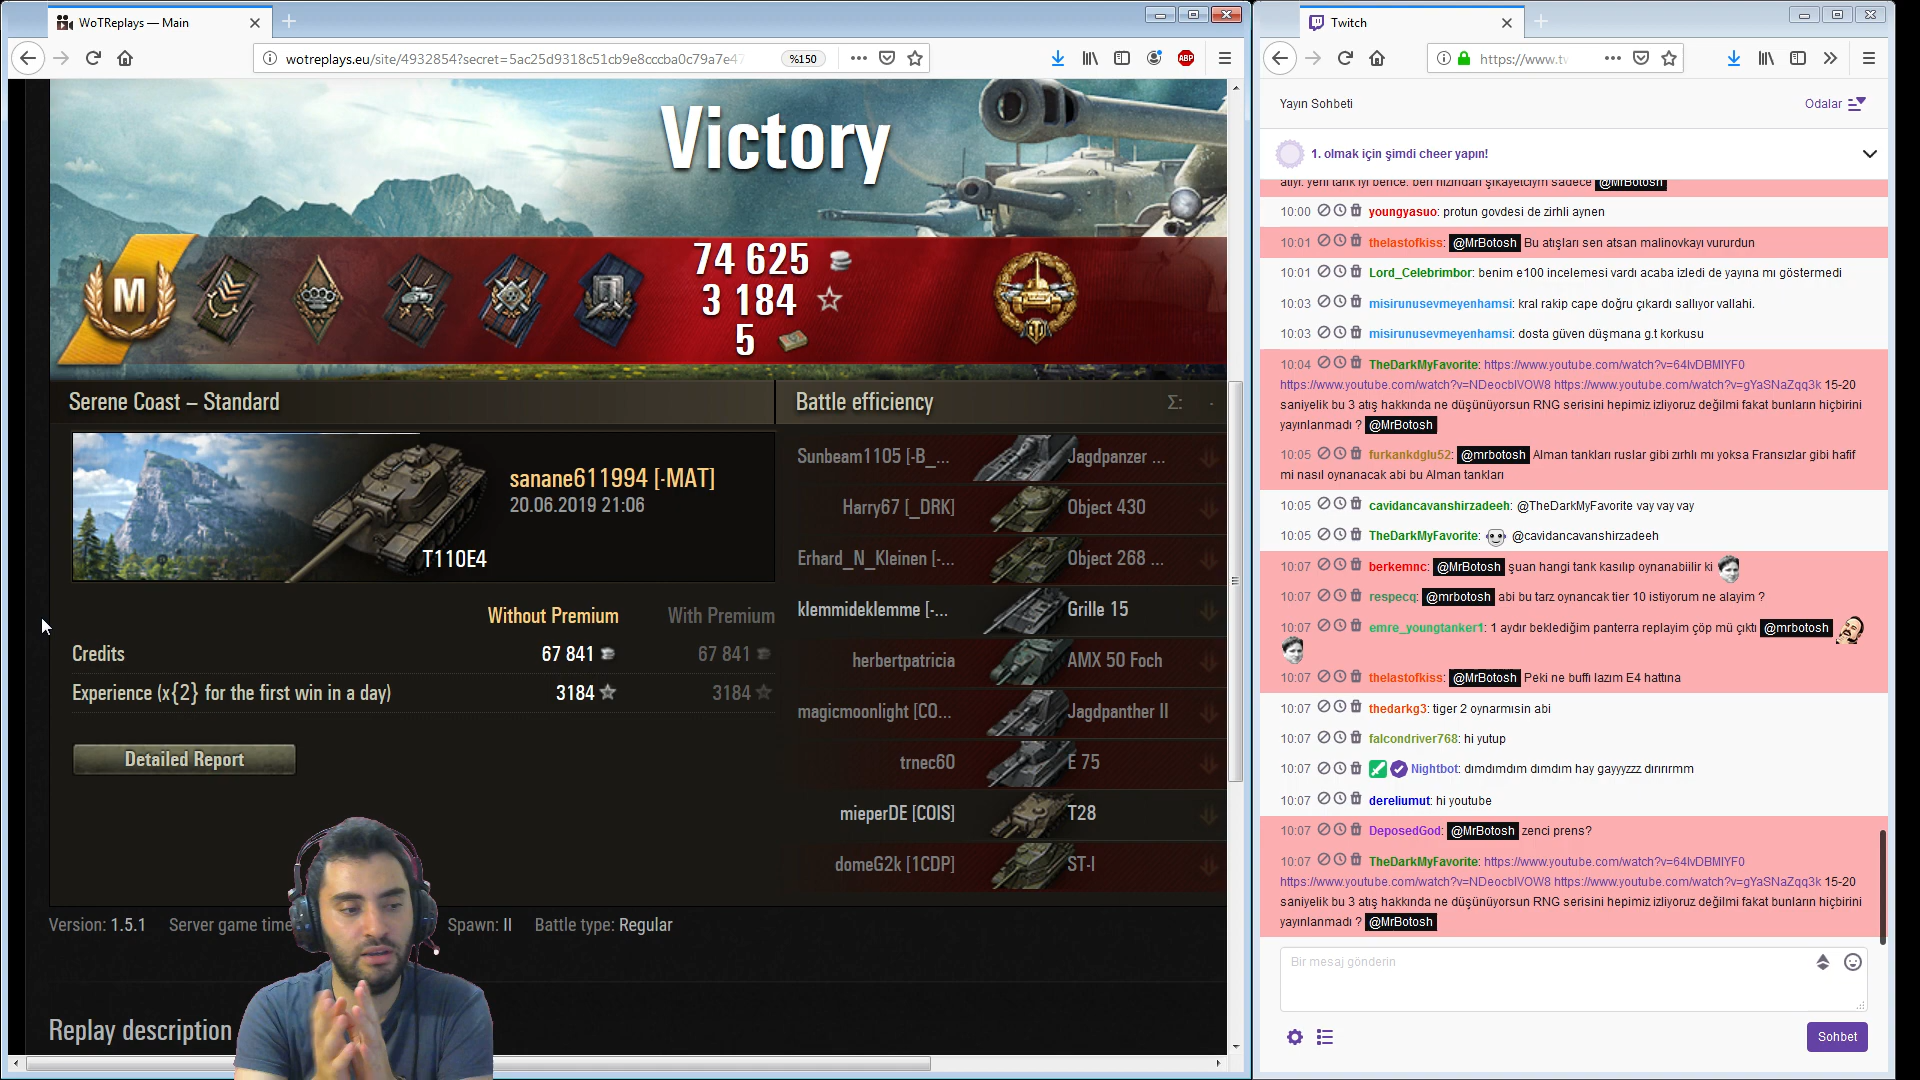 WoTReplays — Main
wotreplays.eu/site/4932854?secret=5ac25d9318c51cb9e8cccba0c79a7e47
%150
ABP
Victory
M
74 625
3 184
5
Serene Coast – Standard
Battle efficiency
Σ:
-
sanane611994 [-MAT]
20.06.2019 21:06
T110E4
Without Premium
With Premium
Credits
67 841
67 841
Experience (x{2} for the first win in a day)
3184
3184
Detailed Report
Sunbeam1105 [-B_...
Jagdpanzer ...
Harry67 [_DRK]
Object 430
Erhard_N_Kleinen [-...
Object 268 ...
klemmideklemme [-...
Grille 15
herbertpatricia
AMX 50 Foch
magicmoonlight [CO...
Jagdpanther II
trnec60
E 75
mieperDE [COIS]
T28
domeG2k [1CDP]
ST-I
Version: 1.5.1
Server game time
Spawn: II
Battle type: Regular
Replay description
Twitch
https://www.tw
Yayın Sohbeti
Odalar
1. olmak için şimdi cheer yapın!
atiyi. yeni tank iyi bence. ben hizindan şikayetciyim sadece @MrBotosh
10:00 youngyasuo: protun govdesi de zirhli aynen
10:01 thelastofkiss: @MrBotosh Bu atışları sen atsan malinovkayı vururdun
10:01 Lord_Celebrimbor: benim e100 incelemesi vardı acaba izledi de yayına mı göstermedi
10:03 misirunusevmeyenhamsi: kral rakip cape doğru çıkardı sallıyor vallahi.
10:03 misirunusevmeyenhamsi: dosta güven düşmana g.t korkusu
10:04 TheDarkMyFavorite: https://www.youtube.com/watch?v=64lvDBMIYF0
https://www.youtube.com/watch?v=NDeocblVOW8 https://www.youtube.com/watch?v=gYaSNaZqq3k 15-20
saniyelik bu 3 atış hakkında ne düşünüyorsun RNG serisini hepimiz izliyoruz değilmi fakat bunların hiçbirini
yayınlanmadı ? @MrBotosh
10:05 furkankdglu52: @mrbotosh Alman tankları ruslar gibi zırhlı mı yoksa Fransızlar gibi hafif
mi nasıl oynanacak abi bu Alman tankları
10:05 cavidancavanshirzadeeh: @TheDarkMyFavorite vay vay vay
10:05 TheDarkMyFavorite: @cavidancavanshirzadeeh
10:07 berkemnc: @MrBotosh şuan hangi tank kasılıp oynanabiilir ki
10:07 respecq: @mrbotosh abi bu tarz oynancak tier 10 istiyorum ne alayim ?
10:07 emre_youngtanker1: 1 aydır beklediğim panterra replayim çöp mü çıktı @mrbotosh
10:07 thelastofkiss: @MrBotosh Peki ne buffı lazım E4 hattına
10:07 thedarkg3: tiger 2 oynarmısin abi
10:07 falcondriver768: hi yutup
10:07 Nightbot: dımdımdım dımdım hay gayyyzzz dırırırmm
10:07 dereliumut: hi youtube
10:07 DeposedGod: @MrBotosh zenci prens?
10:07 TheDarkMyFavorite: https://www.youtube.com/watch?v=64lvDBMIYF0
https://www.youtube.com/watch?v=NDeocblVOW8 https://www.youtube.com/watch?v=gYaSNaZqq3k 15-20
saniyelik bu 3 atış hakkında ne düşünüyorsun RNG serisini hepimiz izliyoruz değilmi fakat bunların hiçbirini
yayınlanmadı ? @MrBotosh
Bir mesaj gönderin
Sohbet